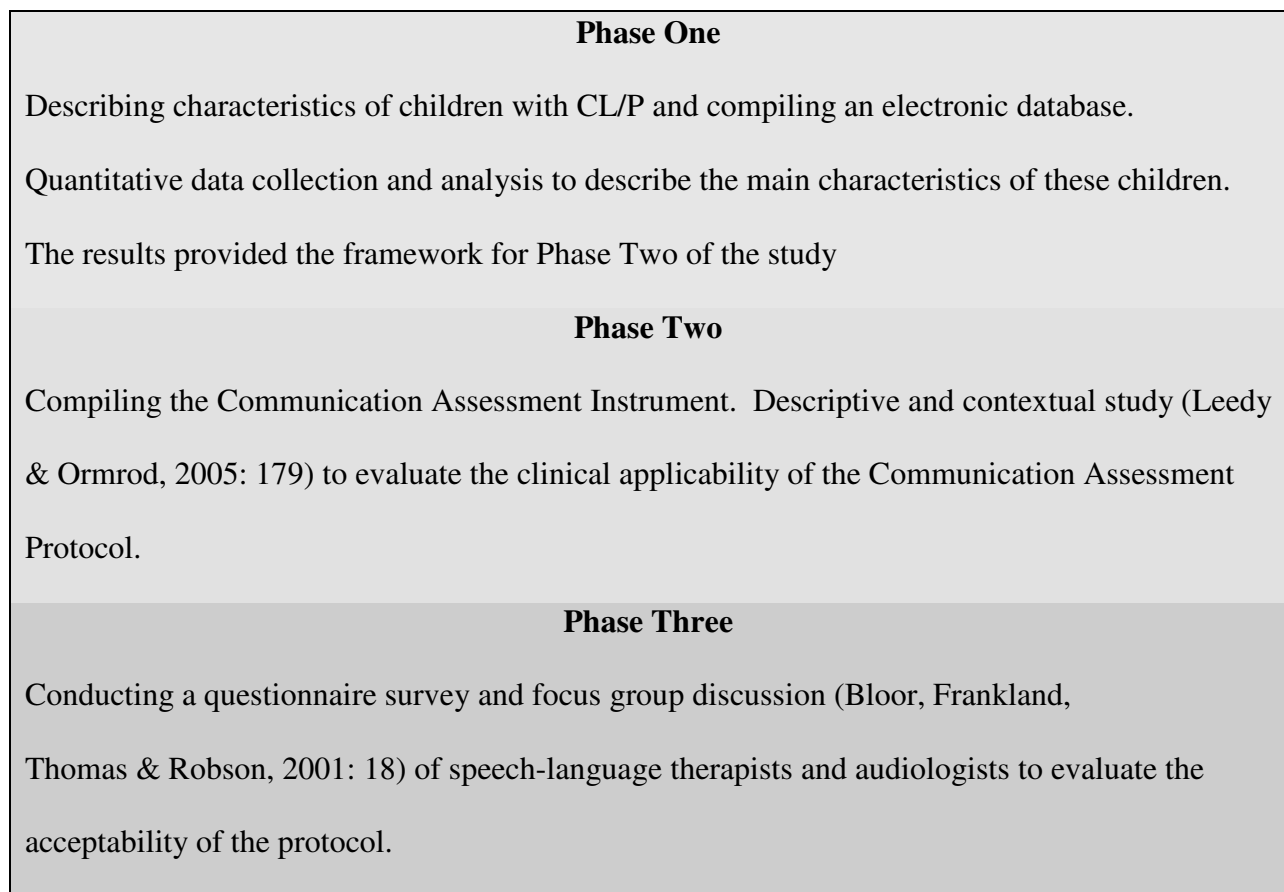 Phase One
Describing characteristics of children with CL/P and compiling an electronic database.
Quantitative data collection and analysis to describe the main characteristics of these children.
The results provided the framework for Phase Two of the study
Phase Two
Compiling the Communication Assessment Instrument.  Descriptive and contextual study (Leedy
& Ormrod, 2005: 179) to evaluate the clinical applicability of the Communication Assessment
Protocol.
Phase Three
Conducting a questionnaire survey and focus group discussion (Bloor, Frankland,
Thomas & Robson, 2001: 18) of speech-language therapists and audiologists to evaluate the
acceptability of the protocol.